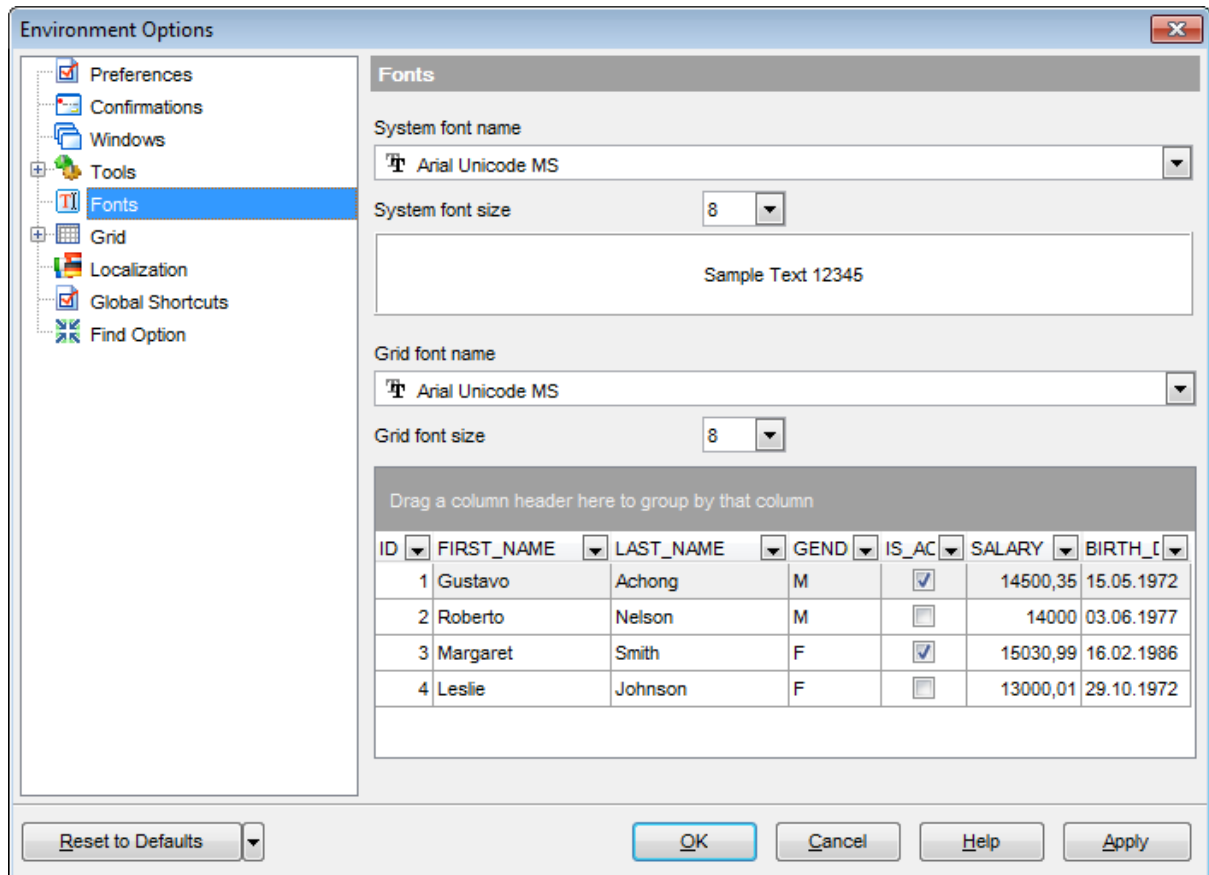 Environment Options
Preferences
Confirmations
Windows
Tools
Fonts
Grid
Localization
Global Shortcuts
Find Option
Fonts
System font name
Arial Unicode MS
System font size 8
Sample Text 12345
Grid font name
Arial Unicode MS
Grid font size 8
Drag a column header here to group by that column
ID FIRST_NAME LAST_NAME GEND IS_AC SALARY BIRTH_D
1 Gustavo Achong M 14500,35 15.05.1972
2 Roberto Nelson M 14000 03.06.1977
3 Margaret Smith F 15030,99 16.02.1986
4 Leslie Johnson F 13000,01 29.10.1972
Reset to Defaults OK Cancel Help Apply